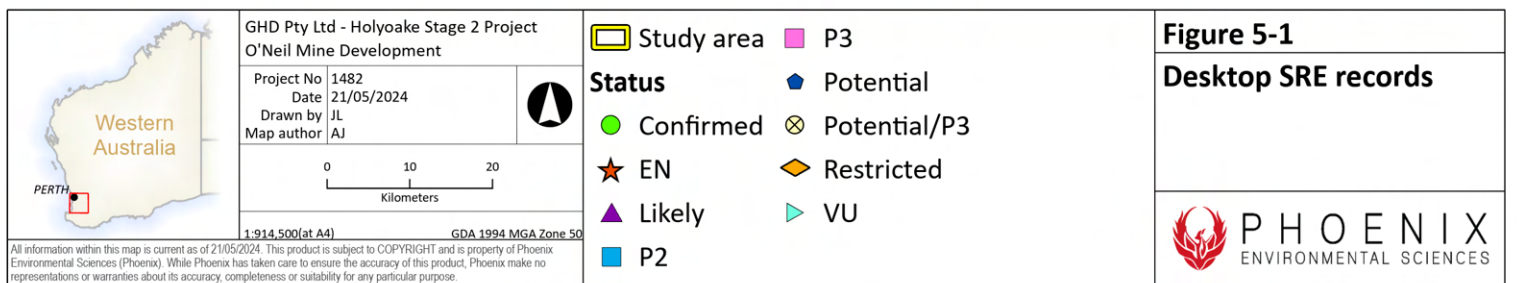 Western
Australia
PERTH
GHD Pty Ltd - Holyoake Stage 2 Project
O'Neil Mine Development
Project No 1482
Date 21/05/2024
Drawn by JL
Map author AJ
0 10 20
Kilometers
1:914,500(at A4) GDA 1994 MGA Zone 50
All information within this map is current as of 21/05/2024. This product is subject to COPYRIGHT and is property of Phoenix
Environmental Sciences (Phoenix). While Phoenix has taken care to ensure the accuracy of this product, Phoenix make no
representations or warranties about its accuracy, completeness or suitability for any particular purpose.
Study area
Status
Confirmed
EN
Likely
P2
P3
Potential
Potential/P3
Restricted
VU
Figure 5-1
Desktop SRE records
PHOENIX
ENVIRONMENTAL SCIENCES